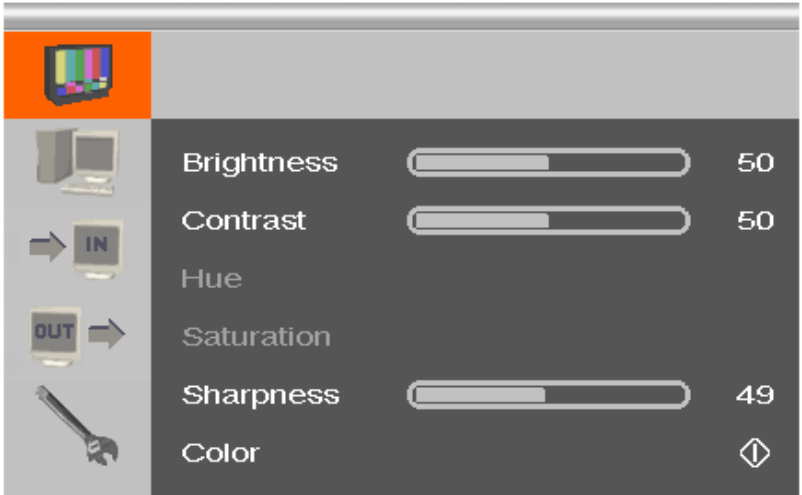 Brightness 50
Contrast 50
IN
Hue
OUT
Saturation
Sharpness 49
Color